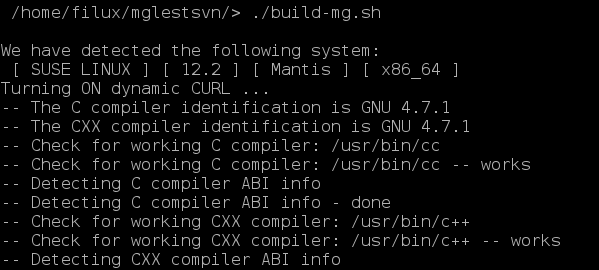 /home/filux/mglestsvn/> ./build-mg.sh
We have detected the following system:
[ SUSE LINUX ] [ 12.2 ] [ Mantis ] [ x86_64 ]
Turning ON dynamic CURL ...
-- The C compiler identification is GNU 4.7.1
-- The CXX compiler identification is GNU 4.7.1
-- Check for working C compiler: /usr/bin/cc
-- Check for working C compiler: /usr/bin/cc -- works
-- Detecting C compiler ABI info
-- Detecting C compiler ABI info - done
-- Check for working CXX compiler: /usr/bin/c++
-- Check for working CXX compiler: /usr/bin/c++ -- works
-- Detecting CXX compiler ABI info